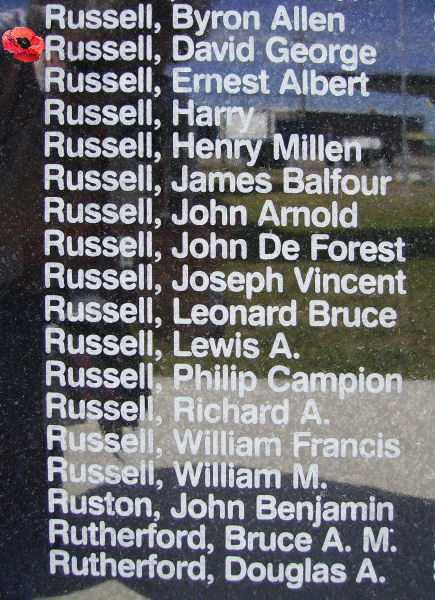 Russell, Byron Allen
Russell, David George
Russell, Ernest Albert
Russell, Harry
Russell, Henry Millen
Russell, James Balfour
Russell, John Arnold
Russell, John De Forest
Russell, Joseph Vincent
Russell, Leonard Bruce
Russell, Lewis A.
Russell, Philip Campion
Russell, Richard A.
Russell, William Francis
Russell, William M.
Ruston, John Benjamin
Rutherford, Bruce A. M.
Rutherford, Douglas A.